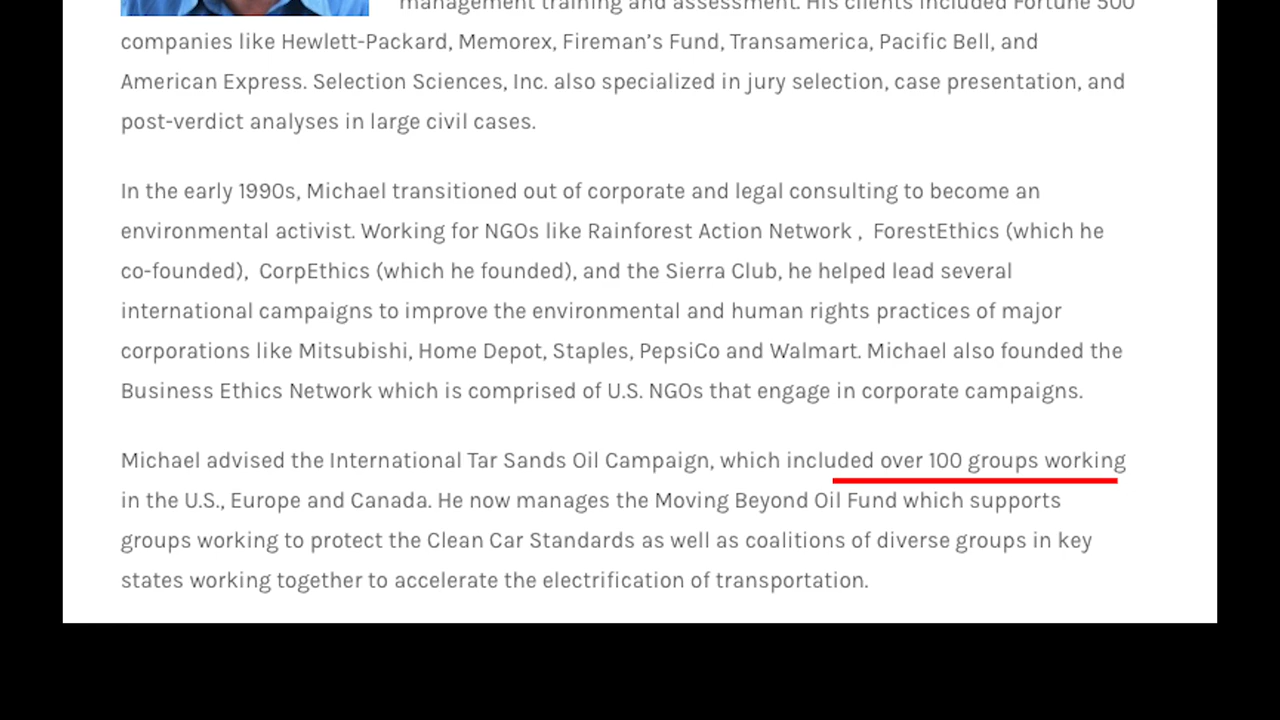 management training and assessment. His clients included Fortune 500
companies like Hewlett-Packard, Memorex, Fireman’s Fund, Transamerica, Pacific Bell, and
American Express. Selection Sciences, Inc. also specialized in jury selection, case presentation, and
post-verdict analyses in large civil cases.
In the early 1990s, Michael transitioned out of corporate and legal consulting to become an
environmental activist. Working for NGOs like Rainforest Action Network ,  ForestEthics (which he
co-founded),  CorpEthics (which he founded), and the Sierra Club, he helped lead several
international campaigns to improve the environmental and human rights practices of major
corporations like Mitsubishi, Home Depot, Staples, PepsiCo and Walmart. Michael also founded the
Business Ethics Network which is comprised of U.S. NGOs that engage in corporate campaigns.
Michael advised the International Tar Sands Oil Campaign, which included over 100 groups working
in the U.S., Europe and Canada. He now manages the Moving Beyond Oil Fund which supports
groups working to protect the Clean Car Standards as well as coalitions of diverse groups in key
states working together to accelerate the electrification of transportation.